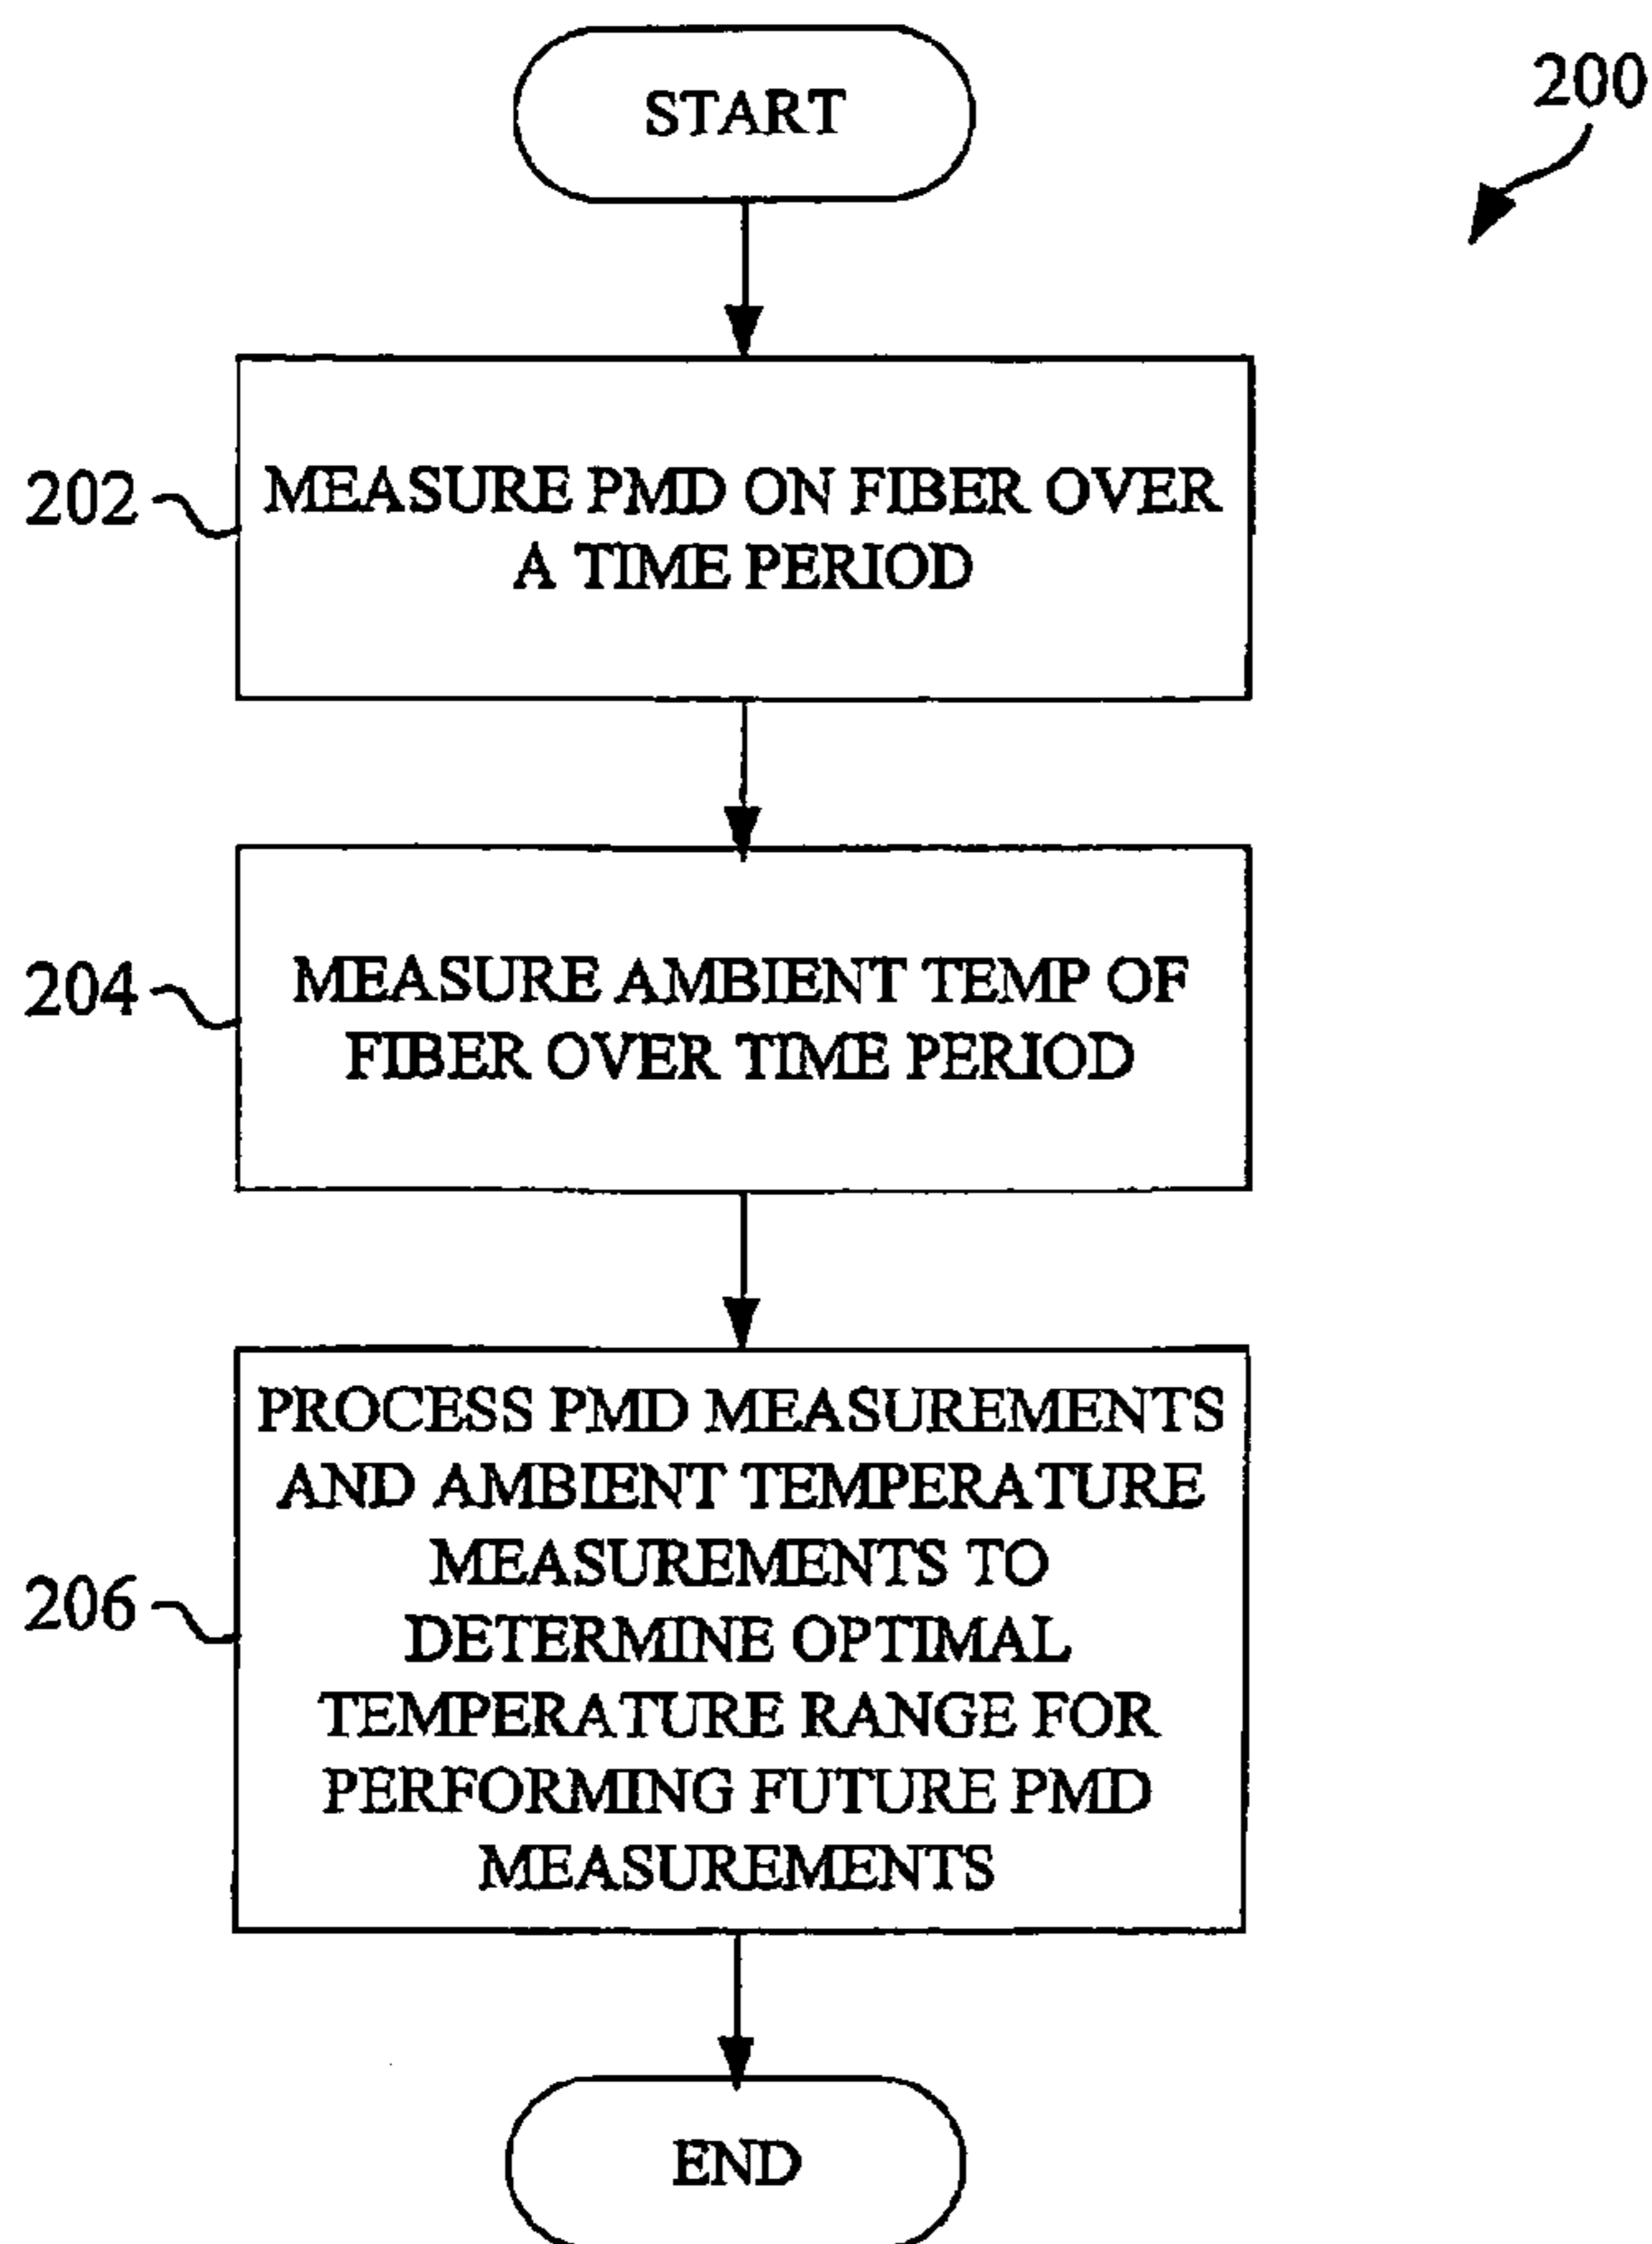 START
200
202
MEASURE PMD ON FIBER OVER
A TIME PERIOD
204
MEASURE AMBIENT TEMP OF
FIBER OVER TIME PERIOD
206
PROCESS PMD MEASUREMENTS
AND AMBIENT TEMPERATURE
MEASUREMENTS TO
DETERMINE OPTIMAL
TEMPERATURE RANGE FOR
PERFORMING FUTURE PMD
MEASUREMENTS
END